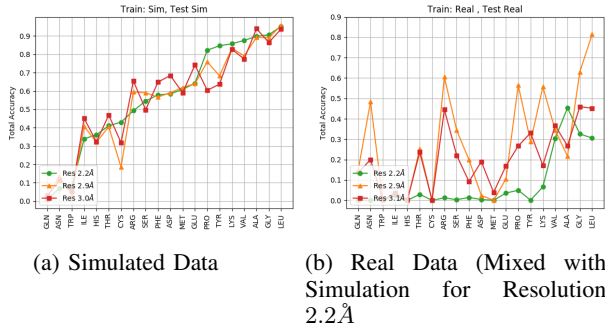 Train: Sim, Test Sim
Total Accuracy
0.9
0.8
0.7
0.6
0.5
0.4
0.3
0.2
0.1
0.0
Res 2.2Å
Res 2.9Å
Res 3.0Å
GLN ASN TRP ILE HIS THR CYS ARG SER PHE ASP MET GLU PRO TYR LYS VAL ALA GLY LEU
(a) Simulated Data
Train: Real , Test Real
Total Accuracy
0.9
0.8
0.7
0.6
0.5
0.4
0.3
0.2
0.1
0.0
Res 2.2Å
Res 2.9Å
Res 3.1Å
GLN ASN TRP ILE HIS THR CYS ARG SER PHE ASP MET GLU PRO TYR LYS VAL ALA GLY LEU
(b) Real Data (Mixed with
Simulation for Resolution
2.2Å